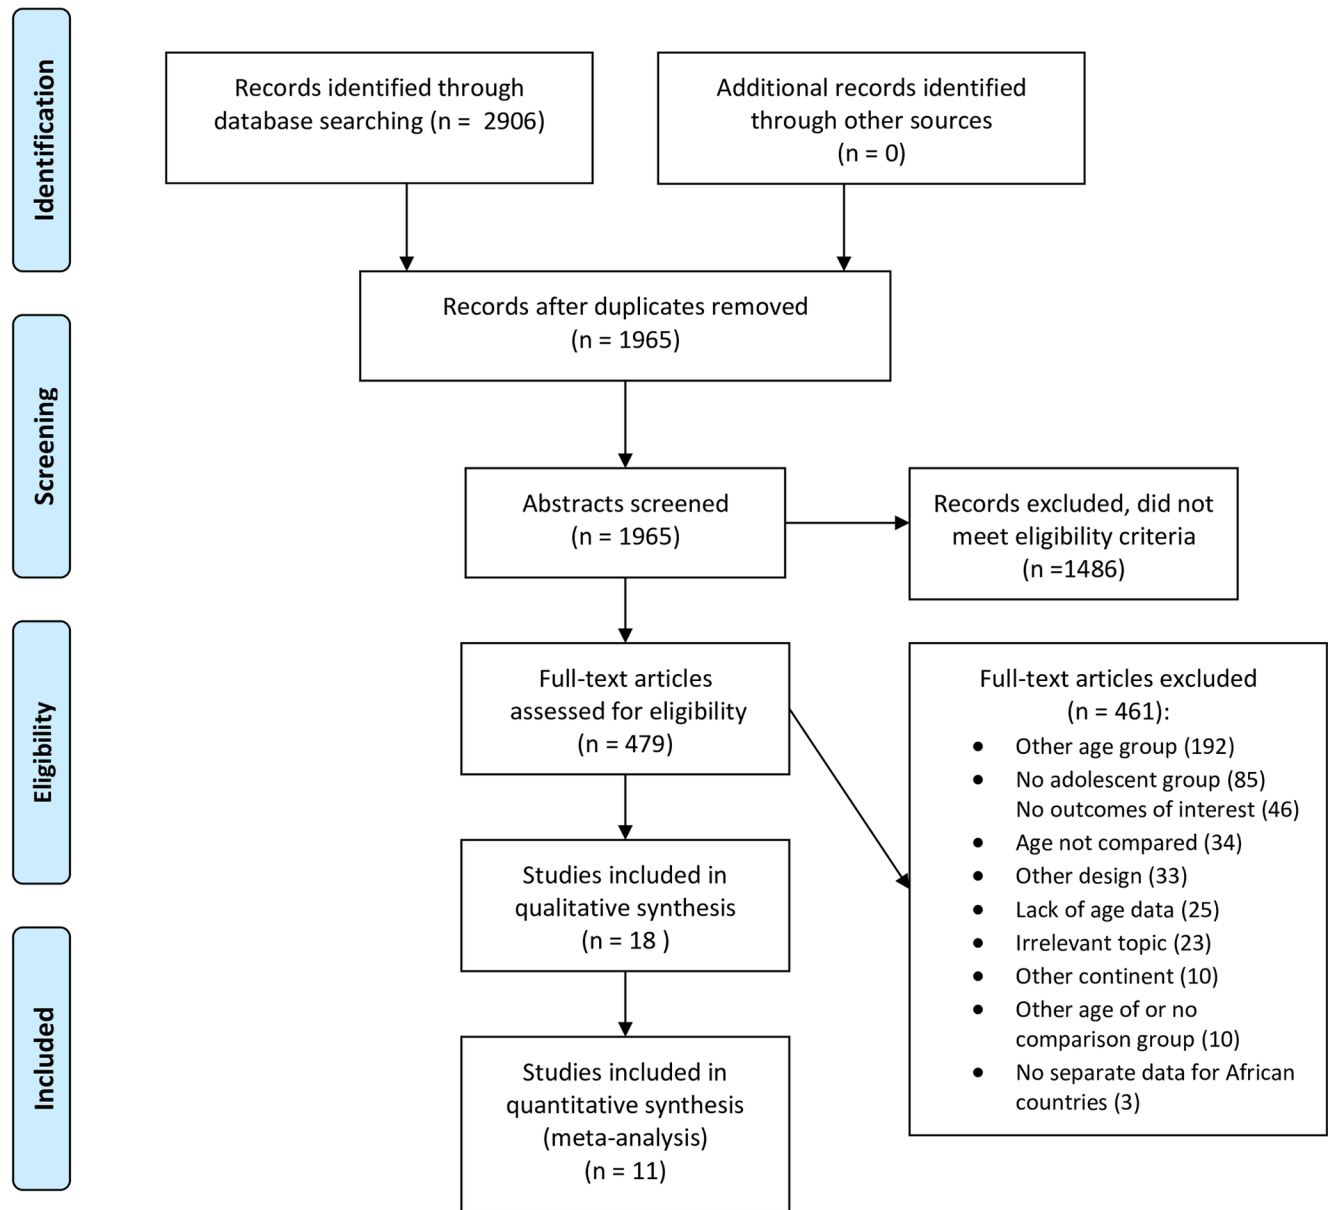 Identification
Records identified through
database searching (n =  2906)
Additional records identified
through other sources
(n = 0)
Records after duplicates removed
(n = 1965)
Screening
Abstracts screened
(n = 1965)
Records excluded, did not
meet eligibility criteria
(n =1486)
Eligibility
Full-text articles
assessed for eligibility
(n = 479)
Full-text articles excluded
(n = 461):
• Other age group (192)
• No adolescent group (85)
No outcomes of interest (46)
• Age not compared (34)
• Other design (33)
• Lack of age data (25)
• Irrelevant topic (23)
• Other continent (10)
• Other age of or no
comparison group (10)
• No separate data for African
countries (3)
Studies included in
qualitative synthesis
(n = 18 )
Included
Studies included in
quantitative synthesis
(meta-analysis)
(n = 11)